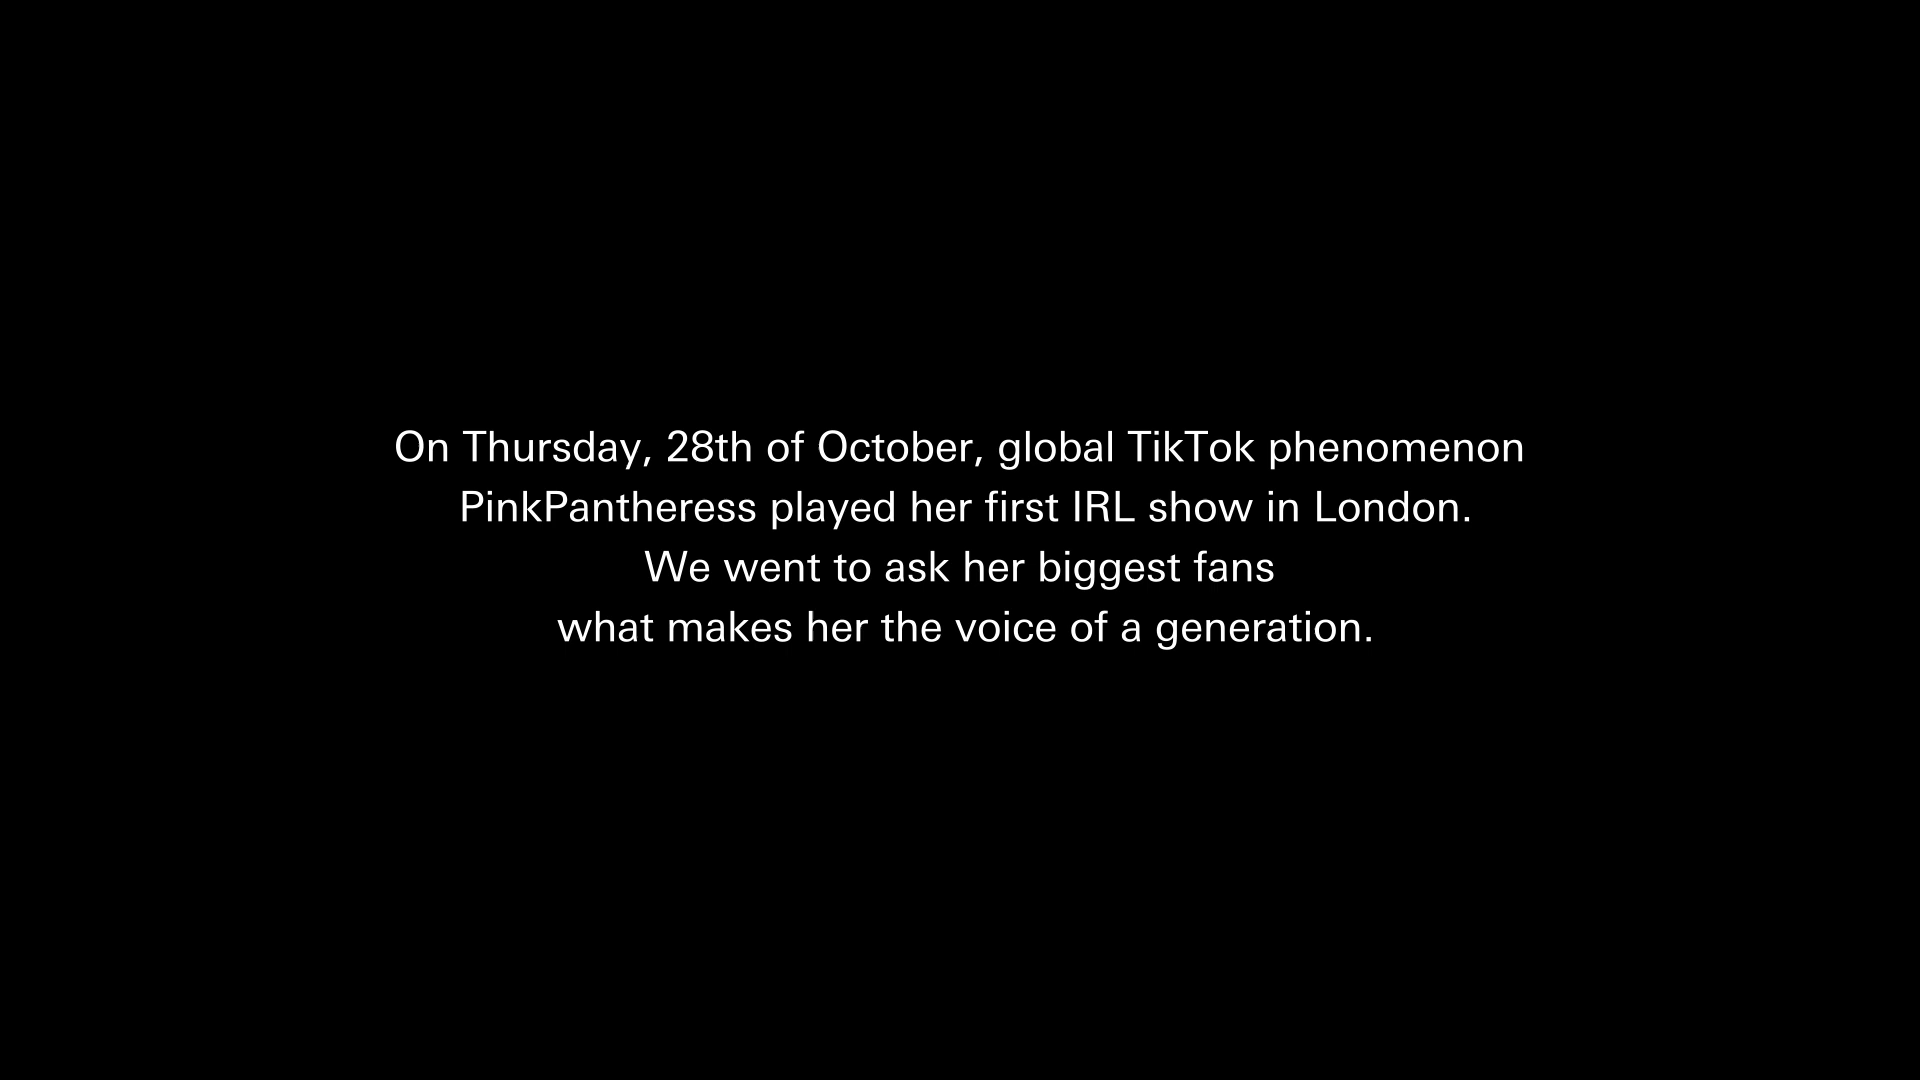 On Thursday, 28th of October, global TikTok phenomenon
PinkPantheress played her first IRL show in London.
We went to ask her biggest fans
what makes her the voice of a generation.